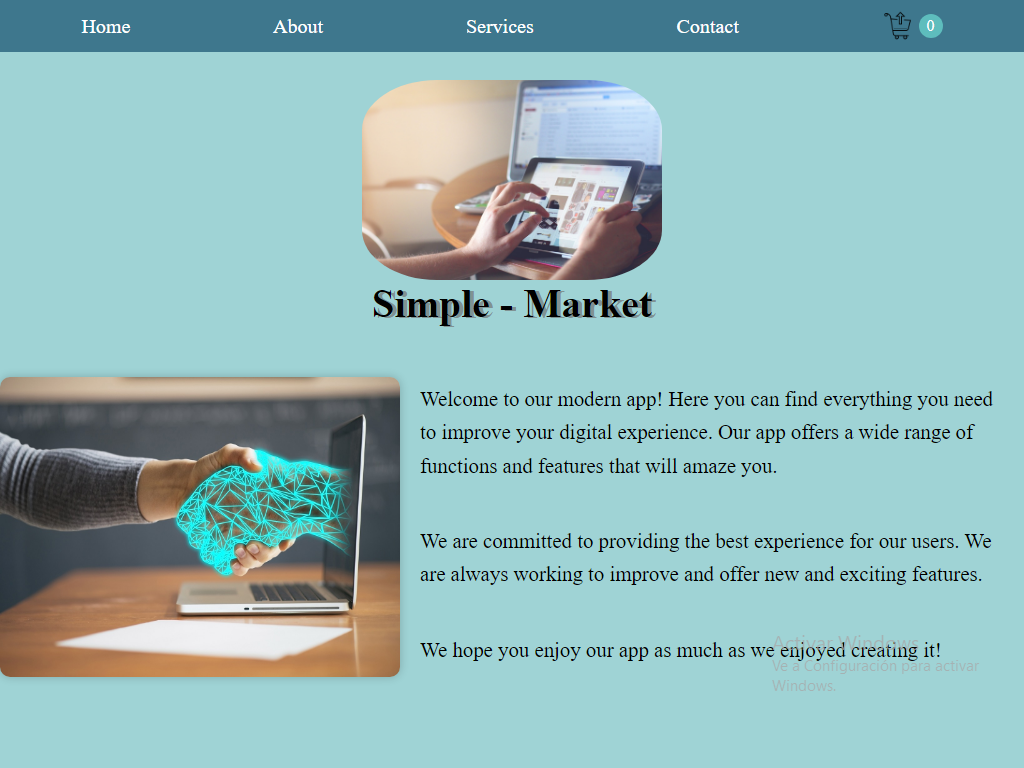 Home About Services Contact 0
Simple - Market
Welcome to our modern app! Here you can find everything you need
to improve your digital experience. Our app offers a wide range of
functions and features that will amaze you.
We are committed to providing the best experience for our users. We
are always working to improve and offer new and exciting features.
We hope you enjoy our app as much as we enjoyed creating it!
Activar Windows
Ve a Configuración para activar
Windows.